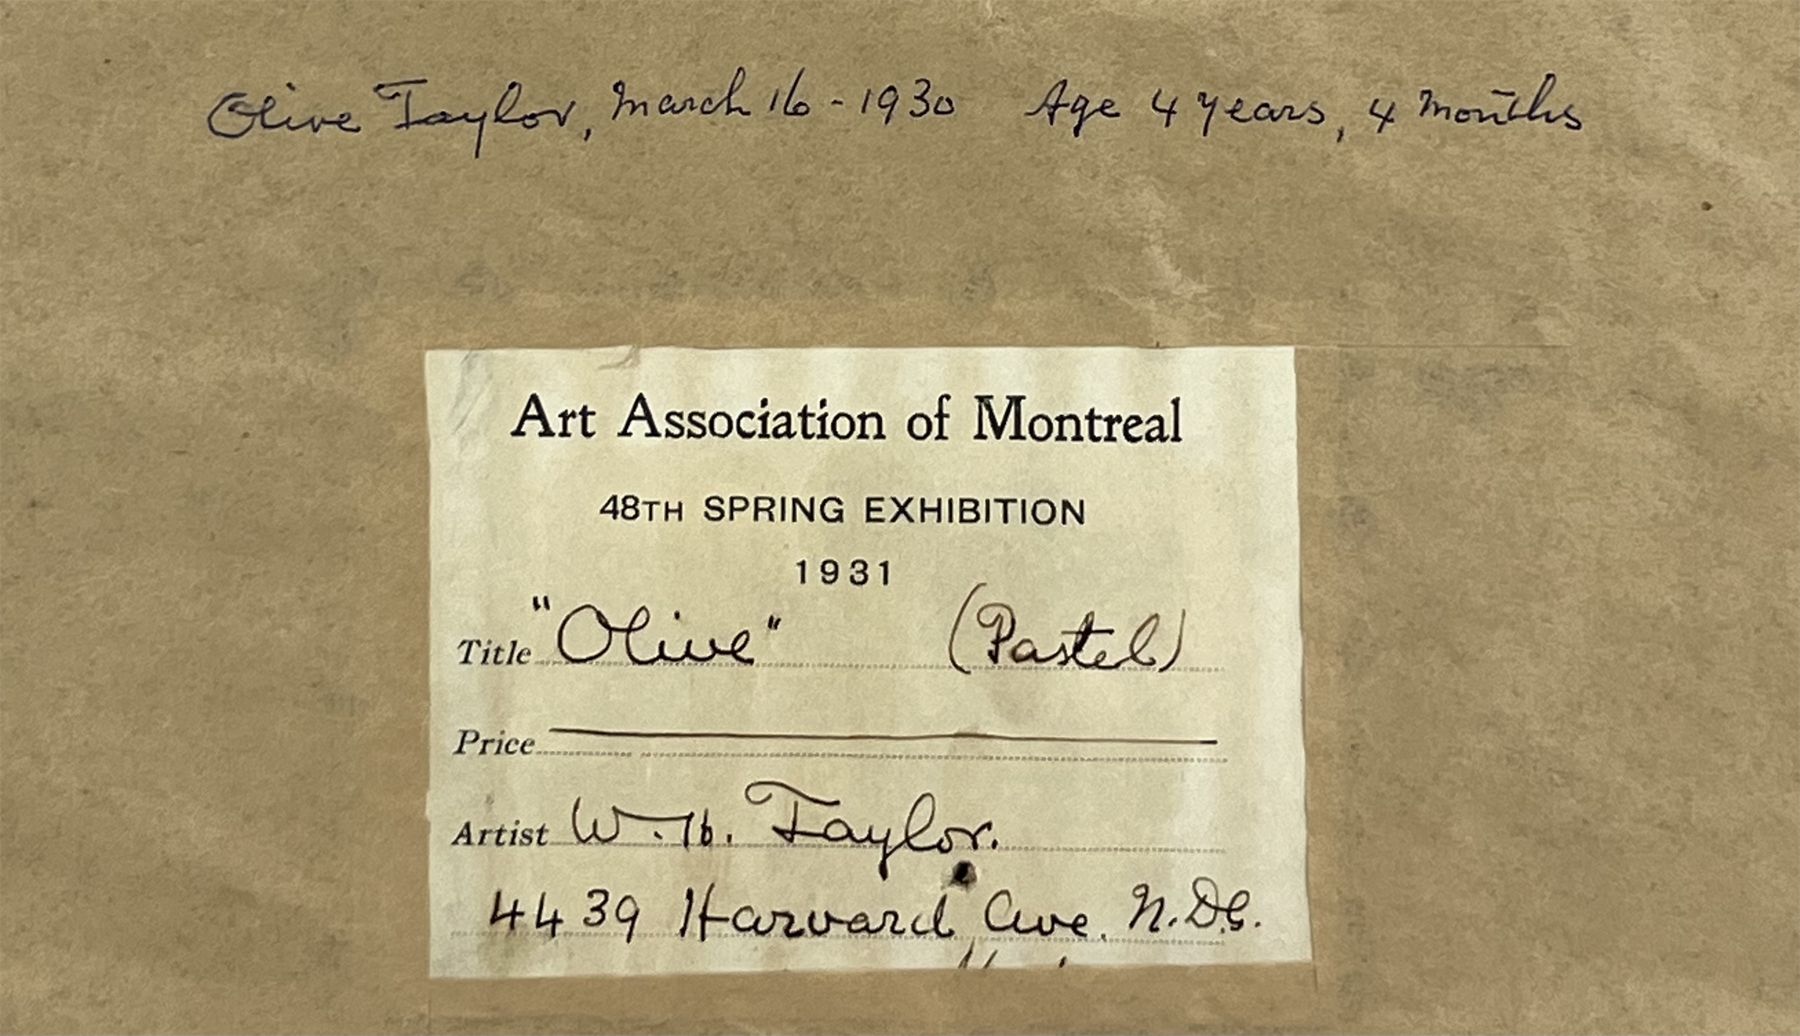 Olive Taylor, March 16 - 1930 Age 4 years, 4 months
Art Association of Montreal
48TH SPRING EXHIBITION
1931
Title "Olive" (Pastel)
Price
Artist W. H. Taylor.
4439 Harvard Ave. N.D.G.